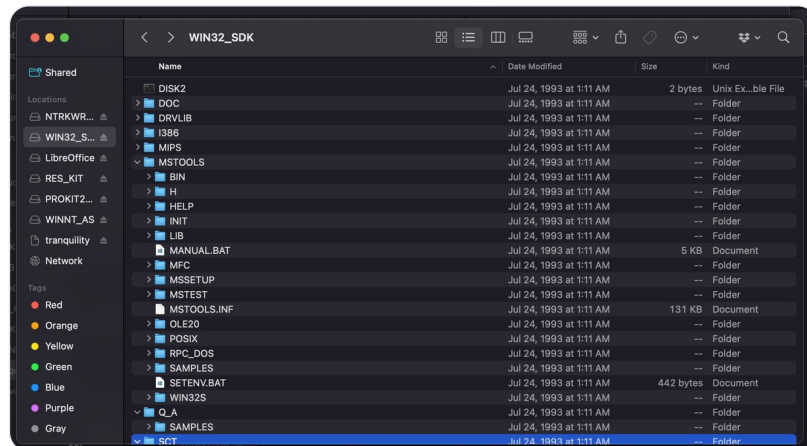 WIN32_SDK
Shared
Locations
NTRKWR...
WIN32_S...
LibreOffice
RES_KIT
PROKIT2...
WINNT_AS
tranquility
Network
Tags
Red
Orange
Yellow
Green
Blue
Purple
Gray
Name Date Modified Size Kind
DISK2 Jul 24, 1993 at 1:11 AM 2 bytes Unix Ex...ble File
DOC Jul 24, 1993 at 1:11 AM -- Folder
DRVLIB Jul 24, 1993 at 1:11 AM -- Folder
I386 Jul 24, 1993 at 1:11 AM -- Folder
MIPS Jul 24, 1993 at 1:11 AM -- Folder
MSTOOLS Jul 24, 1993 at 1:11 AM -- Folder
BIN Jul 24, 1993 at 1:11 AM -- Folder
H Jul 24, 1993 at 1:11 AM -- Folder
HELP Jul 24, 1993 at 1:11 AM -- Folder
INIT Jul 24, 1993 at 1:11 AM -- Folder
LIB Jul 24, 1993 at 1:11 AM -- Folder
MANUAL.BAT Jul 24, 1993 at 1:11 AM 5 KB Document
MFC Jul 24, 1993 at 1:11 AM -- Folder
MSSETUP Jul 24, 1993 at 1:11 AM -- Folder
MSTEST Jul 24, 1993 at 1:11 AM -- Folder
MSTOOLS.INF Jul 24, 1993 at 1:11 AM 131 KB Document
OLE20 Jul 24, 1993 at 1:11 AM -- Folder
POSIX Jul 24, 1993 at 1:11 AM -- Folder
RPC_DOS Jul 24, 1993 at 1:11 AM -- Folder
SAMPLES Jul 24, 1993 at 1:11 AM -- Folder
SETENV.BAT Jul 24, 1993 at 1:11 AM 442 bytes Document
WIN32S Jul 24, 1993 at 1:11 AM -- Folder
Q_A Jul 24, 1993 at 1:11 AM -- Folder
SAMPLES Jul 24, 1993 at 1:11 AM -- Folder
SCT Jul 24, 1993 at 1:11 AM -- Folder